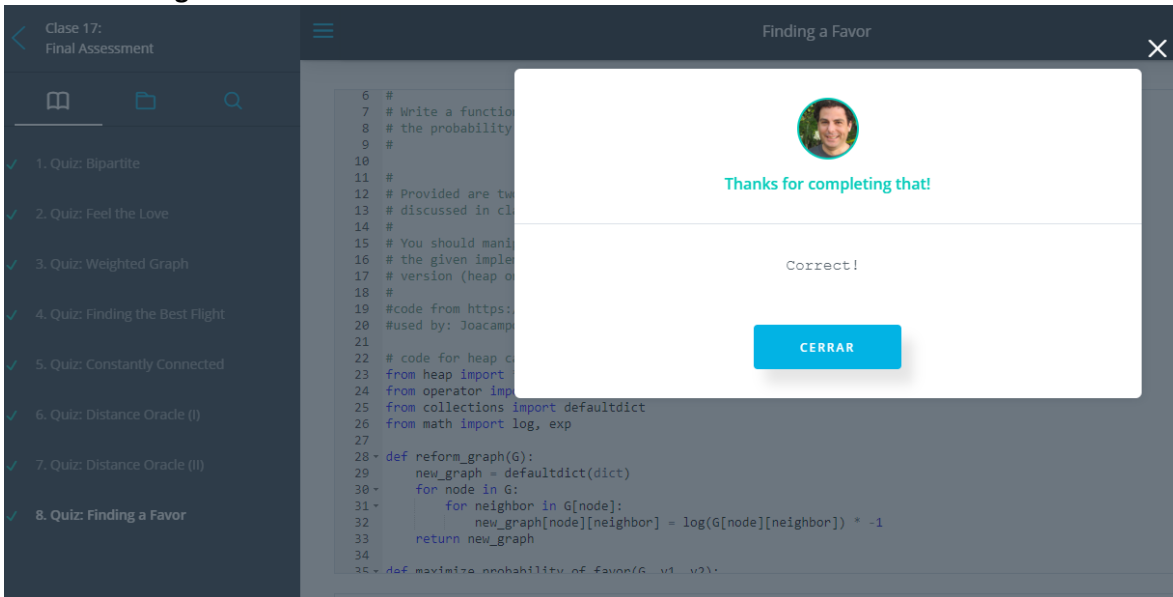 Clase 17:
Final Assessment
Finding a Favor
1. Quiz: Bipartite
2. Quiz: Feel the Love
3. Quiz: Weighted Graph
4. Quiz: Finding the Best Flight
5. Quiz: Constantly Connected
6. Quiz: Distance Oracle (I)
7. Quiz: Distance Oracle (II)
8. Quiz: Finding a Favor
6 #
7 # Write a functio
8 # the probability
9 #
10
11 #
12 # Provided are tw
13 # discussed in cl
14 #
15 # You should mani
16 # the given imple
17 # version (heap o
18 #
19 #code from https:
20 #used by: Joacamp
21
22 # code for heap c
23 from heap import
24 from operator imp
25 from collections import defaultdict
26 from math import log, exp
27
28 def reform_graph(G):
29 new_graph = defaultdict(dict)
30 for node in G:
31 for neighbor in G[node]:
32 new_graph[node][neighbor] = log(G[node][neighbor]) * -1
33 return new_graph
34
35 def maximize_probability_of_favor(G, v1, v2):
Thanks for completing that!
Correct!
CERRAR